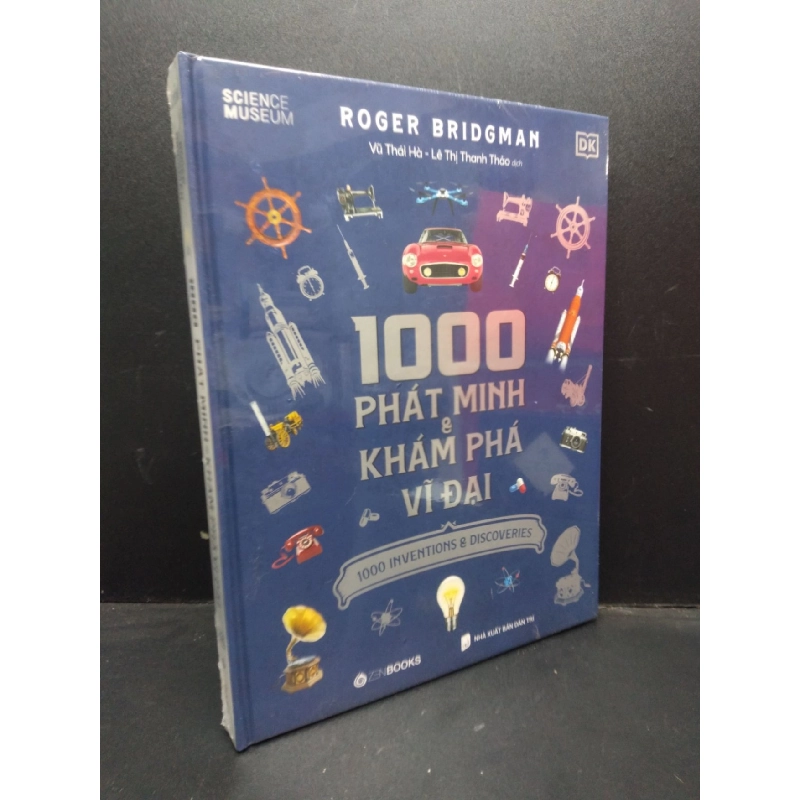 SCIENCE
MUSEUM
ROGER BRIDGMAN
DK
Vũ Thái Hà - Lê Thị Thanh Thảo dịch
1000
PHÁT MINH
&
KHÁM PHÁ
VĨ ĐẠI
1000 INVENTIONS & DISCOVERIES
ZENBOOKS
NHÀ XUẤT BẢN DÂN TRÍ